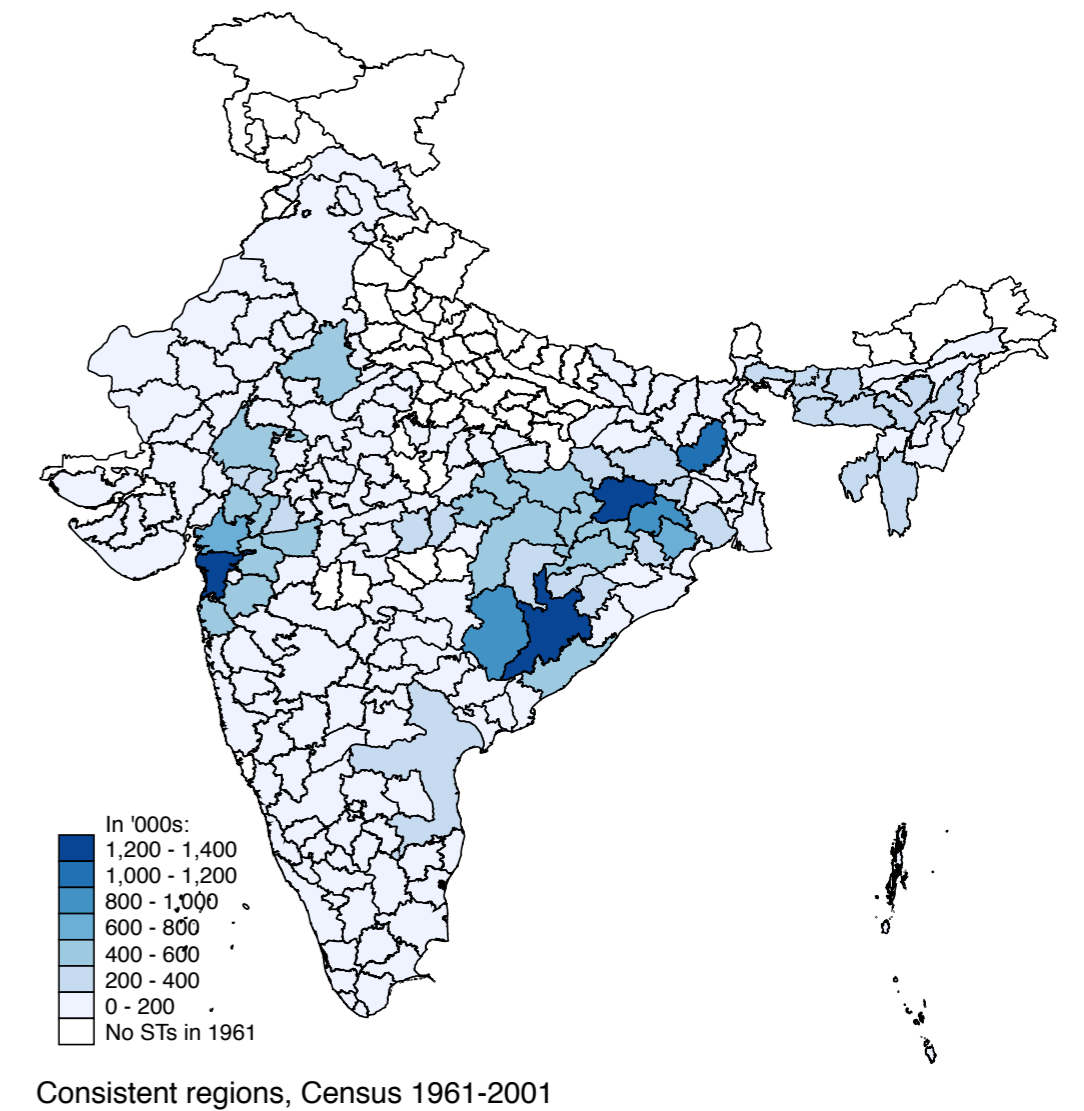 In '000s:
1,200 - 1,400
1,000 - 1,200
800 - 1,000
600 - 800
400 - 600
200 - 400
0 - 200
No STs in 1961
Consistent regions, Census 1961-2001